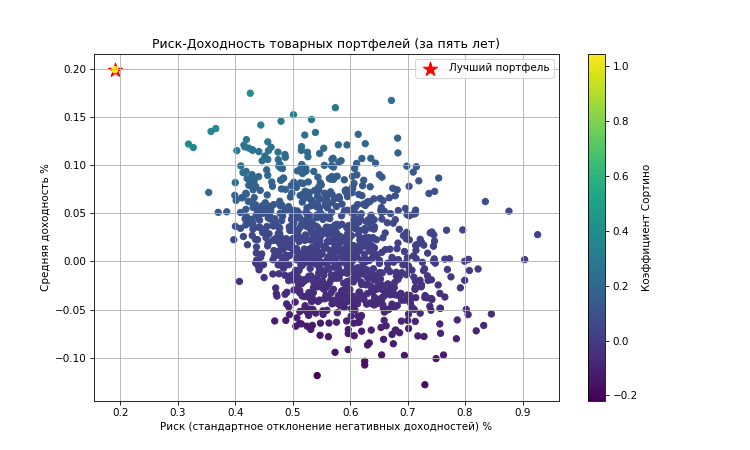 Риск-Доходность товарных портфелей (за пять лет)
Лучший портфель
0.20
0.15
0.10
0.05
0.00
−0.05
−0.10
Средняя доходность %
0.2 0.3 0.4 0.5 0.6 0.7 0.8 0.9
Риск (стандартное отклонение негативных доходностей) %
1.0
0.8
0.6
0.4
0.2
0.0
−0.2
Коэффициент Сортино